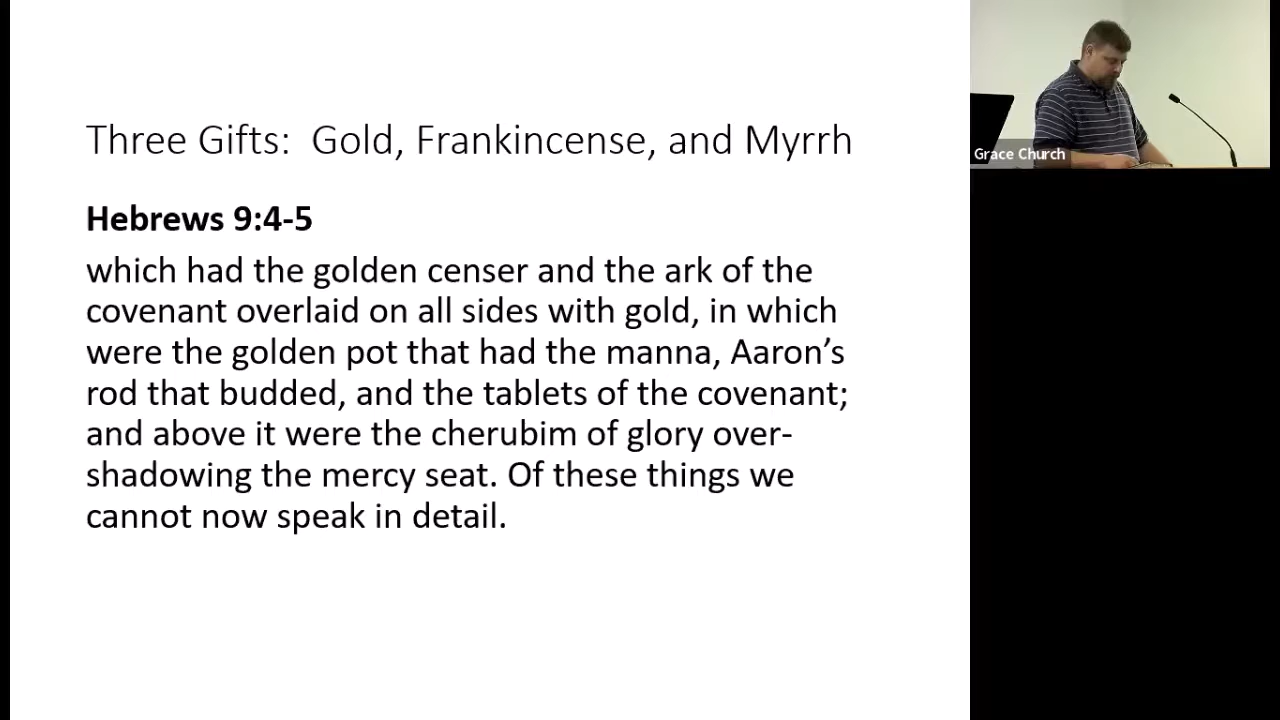 Three Gifts:  Gold, Frankincense, and Myrrh
Hebrews 9:4-5
which had the golden censer and the ark of the
covenant overlaid on all sides with gold, in which
were the golden pot that had the manna, Aaron’s
rod that budded, and the tablets of the covenant;
and above it were the cherubim of glory over-
shadowing the mercy seat. Of these things we
cannot now speak in detail.
Grace Church